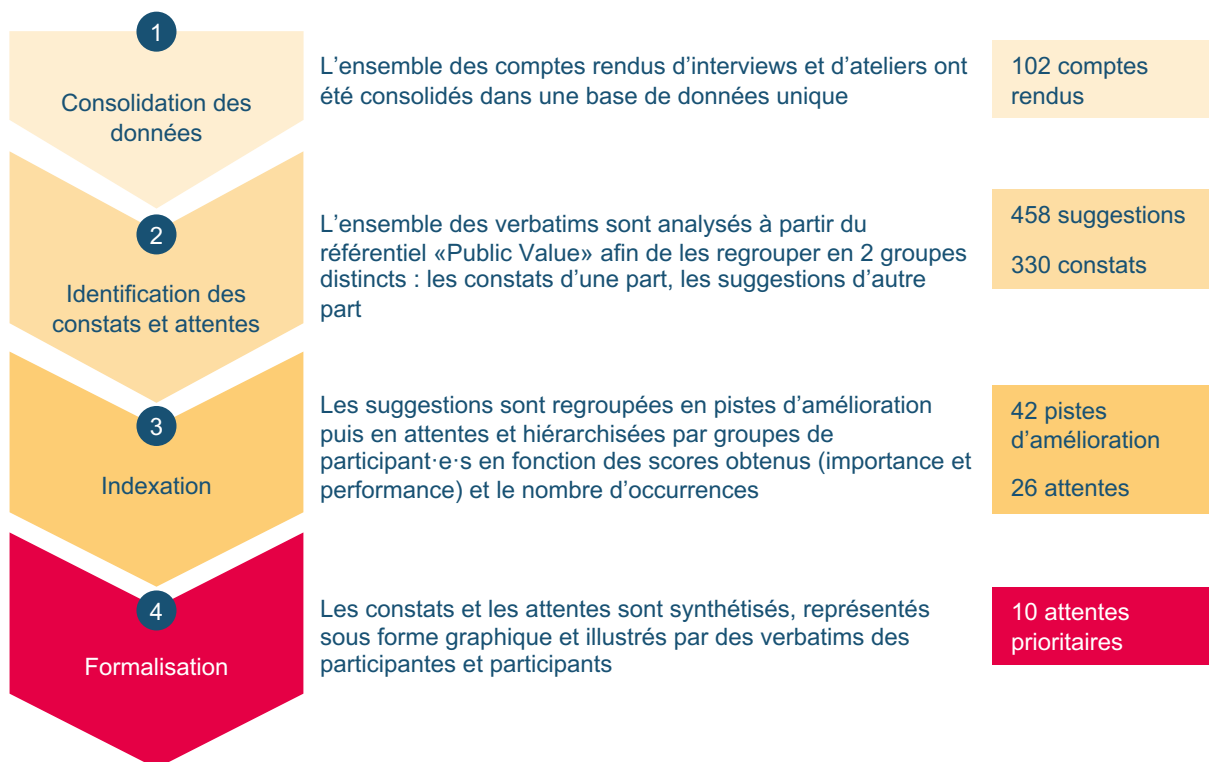 1
Consolidation des
données
L’ensemble des comptes rendus d’interviews et d’ateliers ont
été consolidés dans une base de données unique
102 comptes
rendus
2
Identification des
constats et attentes
L’ensemble des verbatims sont analysés à partir du
référentiel «Public Value» afin de les regrouper en 2 groupes
distincts : les constats d’une part, les suggestions d’autre
part
458 suggestions
330 constats
3
Indexation
Les suggestions sont regroupées en pistes d’amélioration
puis en attentes et hiérarchisées par groupes de
participant·e·s en fonction des scores obtenus (importance et
performance) et le nombre d’occurrences
42 pistes
d’amélioration
26 attentes
4
Formalisation
Les constats et les attentes sont synthétisés, représentés
sous forme graphique et illustrés par des verbatims des
participantes et participants
10 attentes
prioritaires